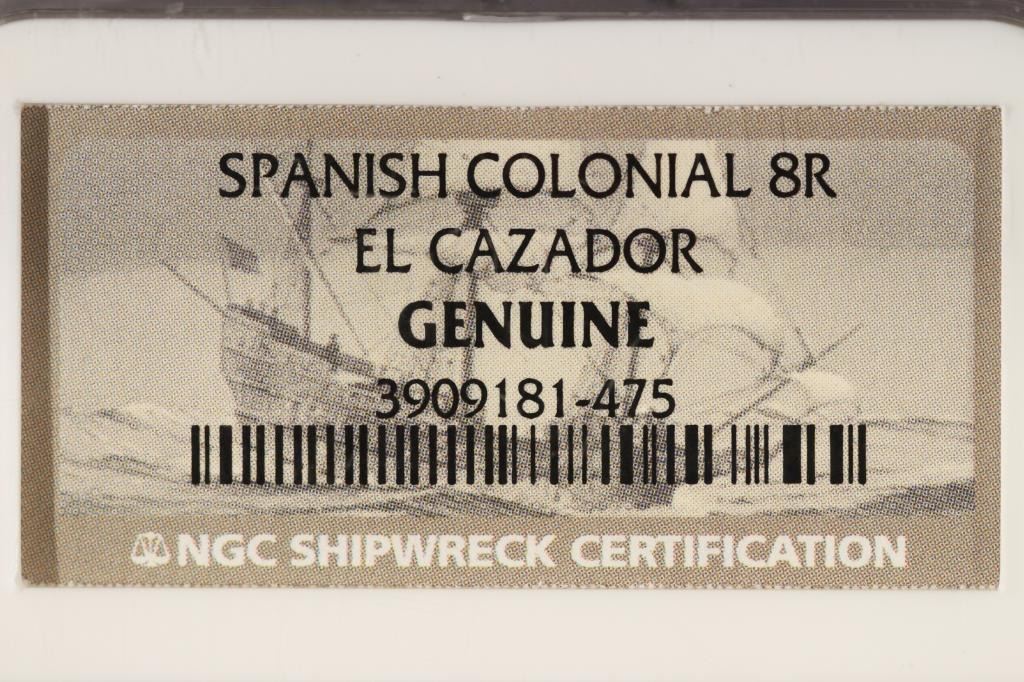 SPANISH COLONIAL 8R
EL CAZADOR
GENUINE
3909181-475
NGC SHIPWRECK CERTIFICATION